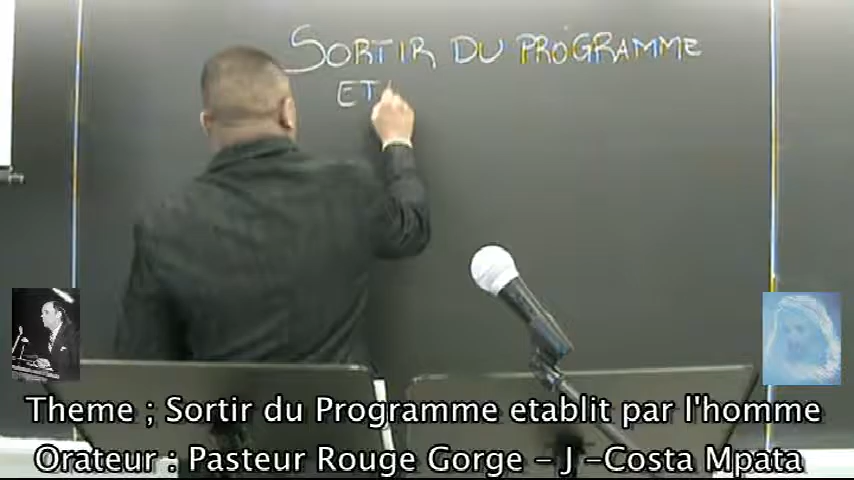 SORTIR DU PROGRAMME
ET
Theme ; Sortir du Programme etablit par l'homme
Orateur : Pasteur Rouge Gorge - J -Costa Mpata